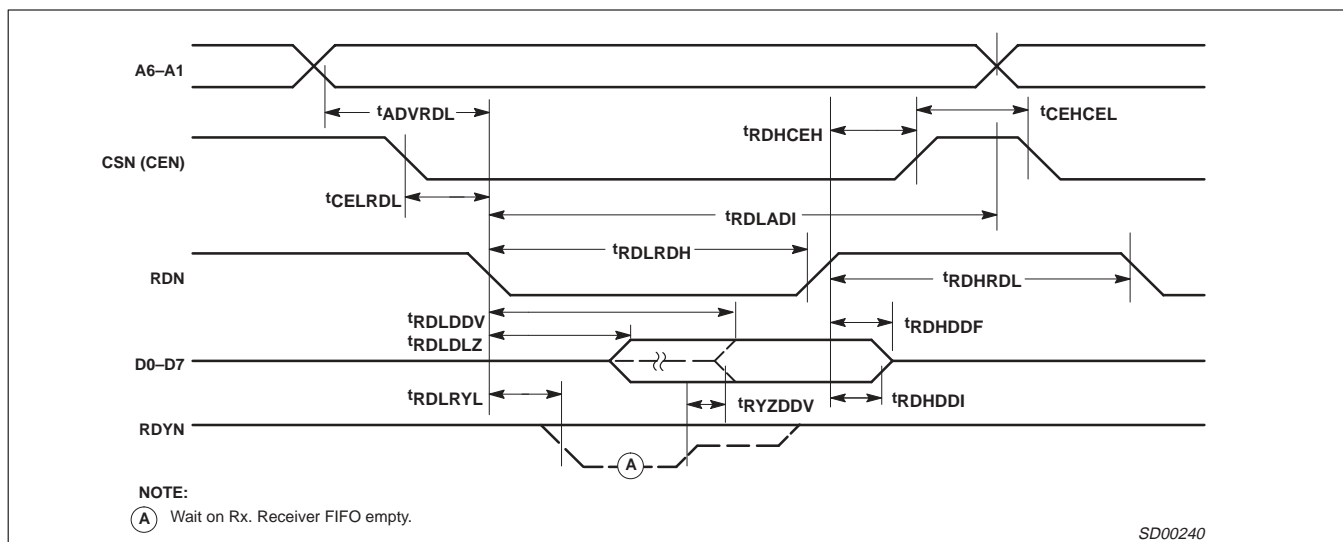 A6–A1
tADVRDL
tCEHCEL
tRDHCEH
CSN (CEN)
tCELRDL
tRDLADI
tRDLRDH
RDN
tRDHRDL
tRDLDDV
tRDHDDF
tRDLDLZ
D0–D7
tRDLRYL
tRYZDDV
tRDHDDI
RDYN
A
NOTE:
A Wait on Rx. Receiver FIFO empty.
SD00240